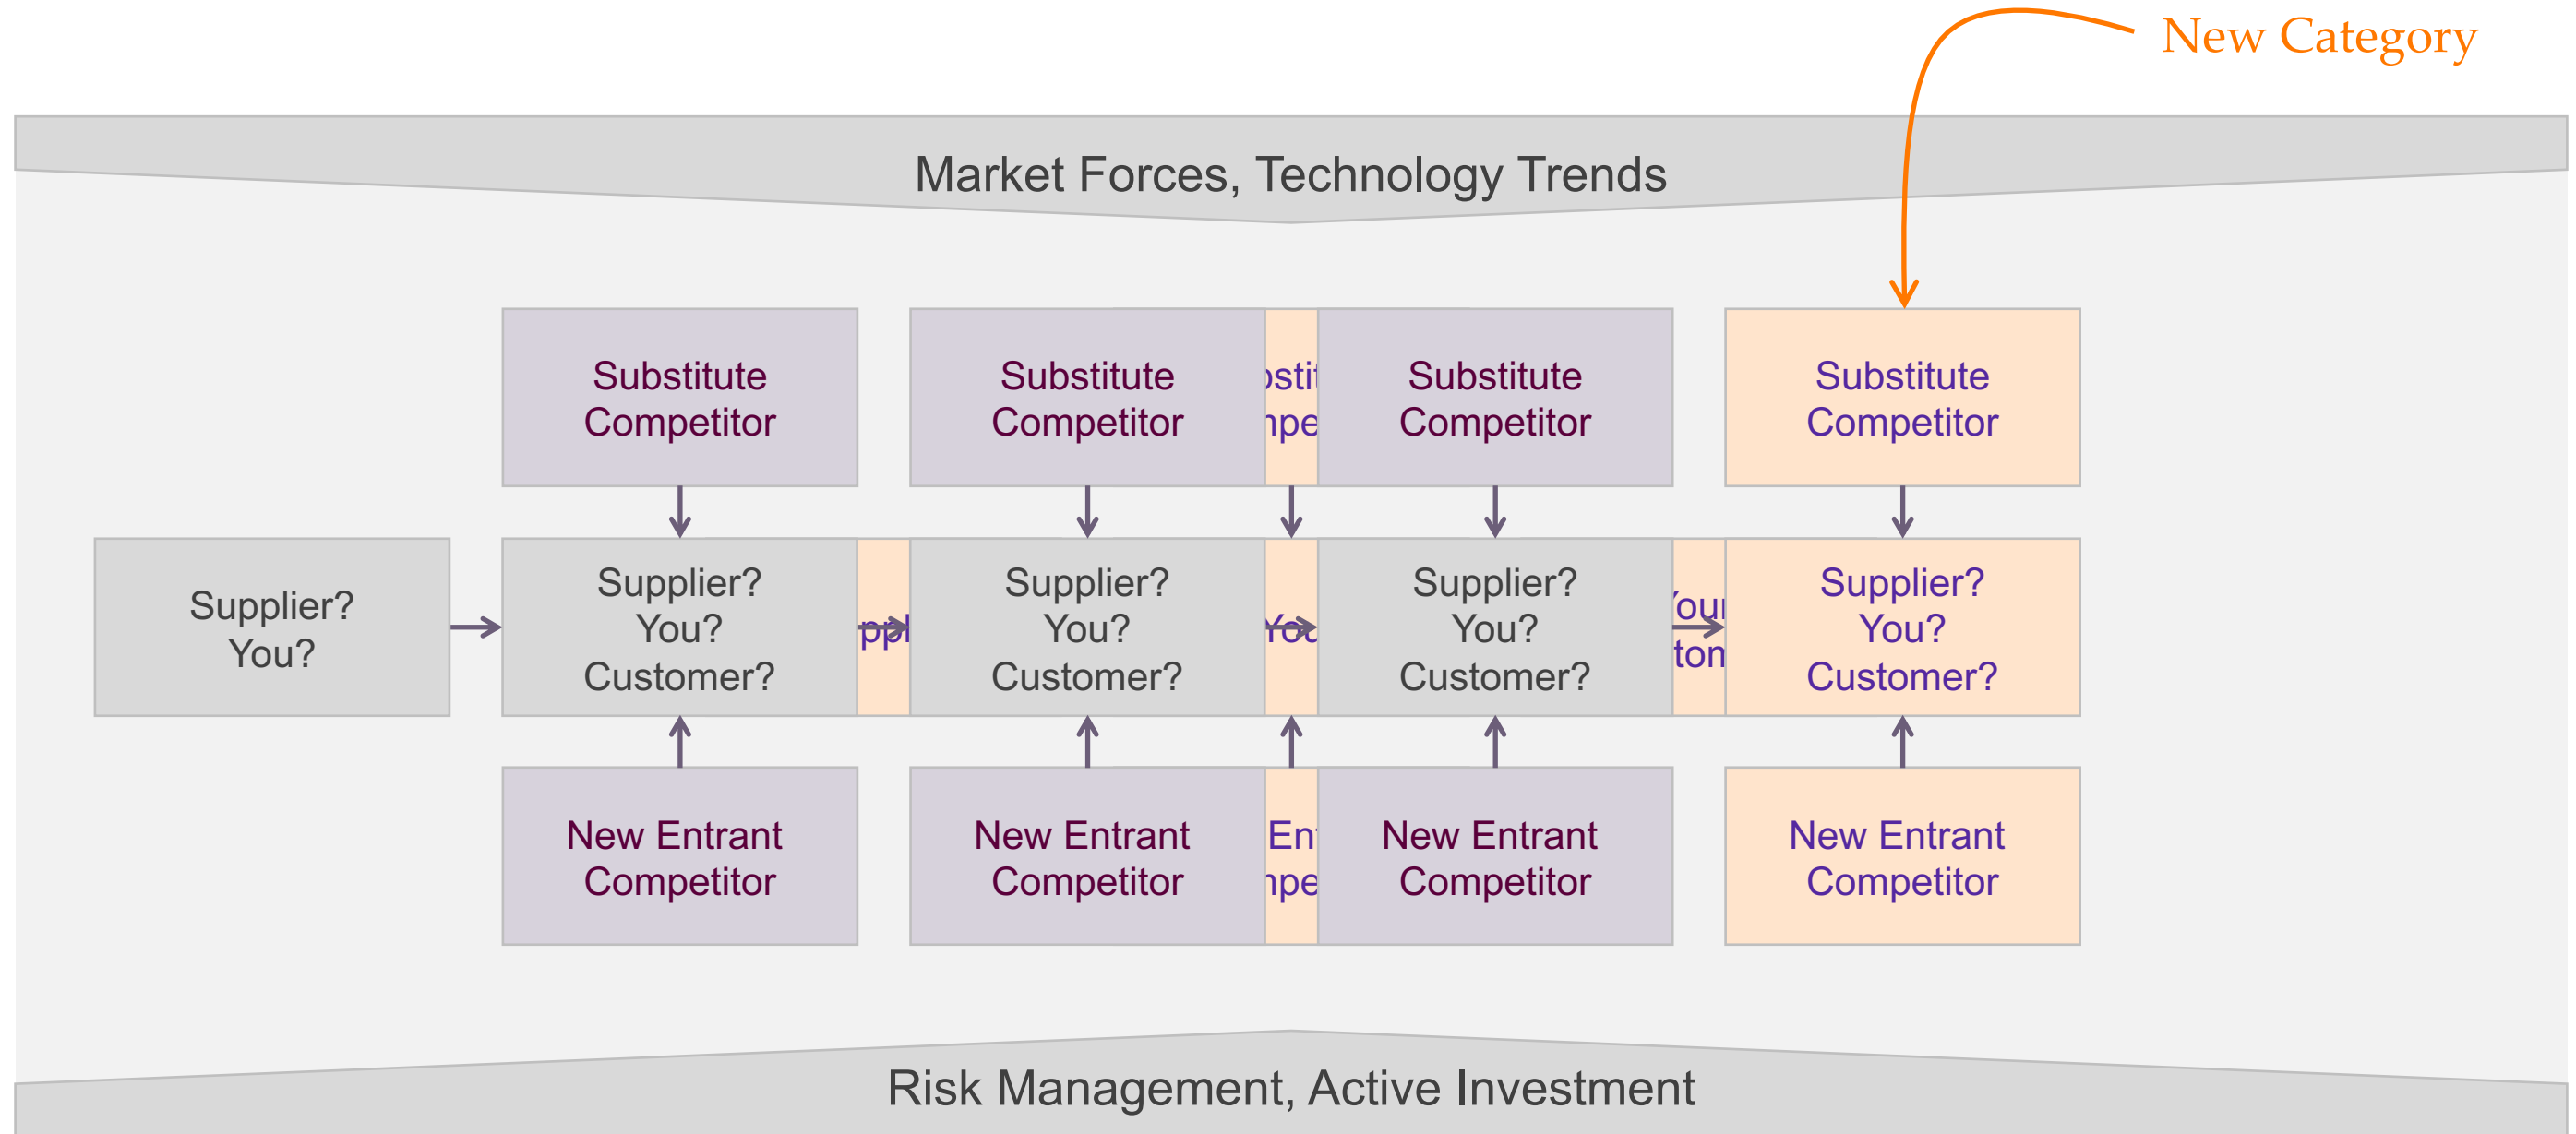 New Category
Market Forces, Technology Trends
Substitute
Competitor
Substitute
Competitor
Substitute
Competitor
Substitute
Competitor
Supplier?
You?
Supplier?
You?
Customer?
Supplier?
You?
Customer?
Supplier?
You?
Customer?
Supplier?
You?
Customer?
New Entrant
Competitor
New Entrant
Competitor
New Entrant
Competitor
New Entrant
Competitor
Risk Management, Active Investment